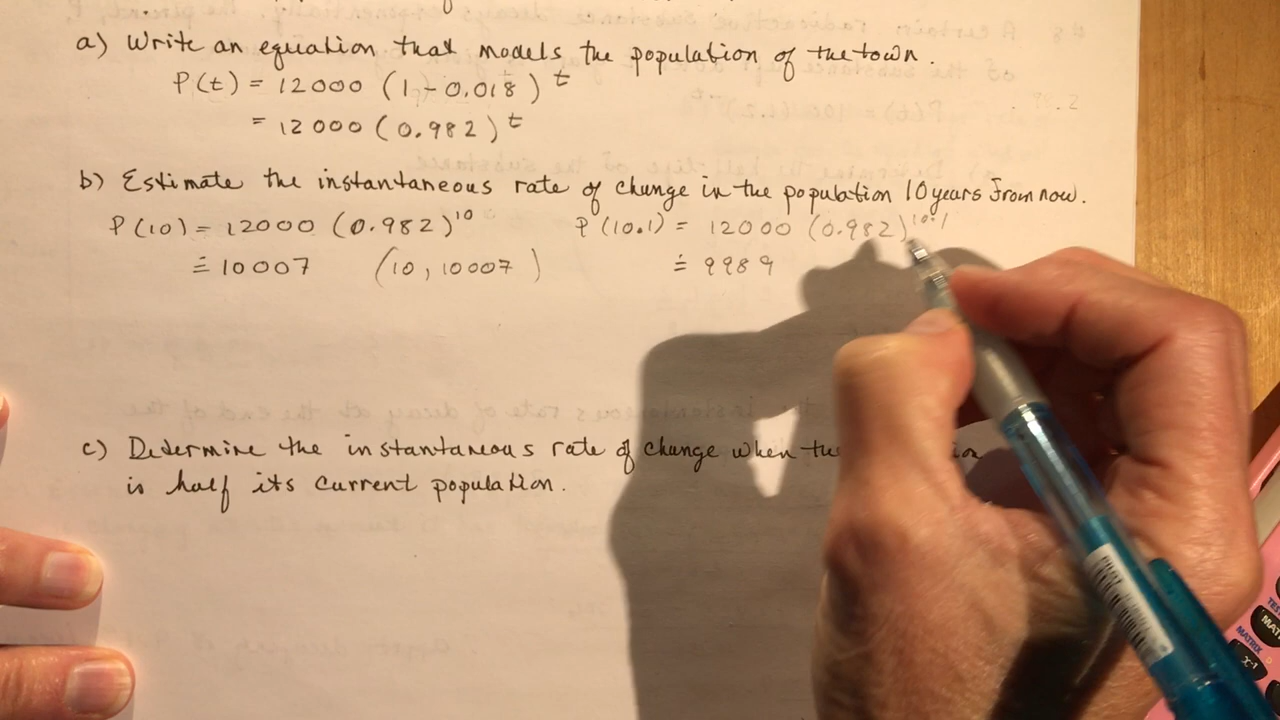 a) Write an equation that models the population of the town.
P(t) = 12000 (1 - 0.018)^t
= 12000 (0.982)^t
b) Estimate the instantaneous rate of change in the population 10 years from now.
P(10) = 12000 (0.982)^10 P(10.1) = 12000 (0.982)^10.1
≐ 10007 (10, 10007) ≐ 9989
c) Determine the instantaneous rate of change when the
is half its current population.
MATRIX
x-1